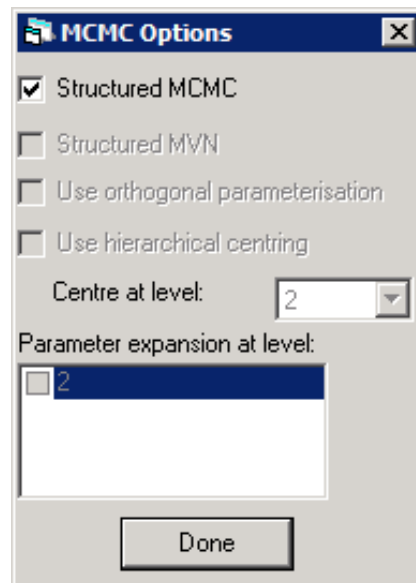 MCMC Options
Structured MCMC
Structured MVN
Use orthogonal parameterisation
Use hierarchical centring
Centre at level: 2
Parameter expansion at level:
2
Done